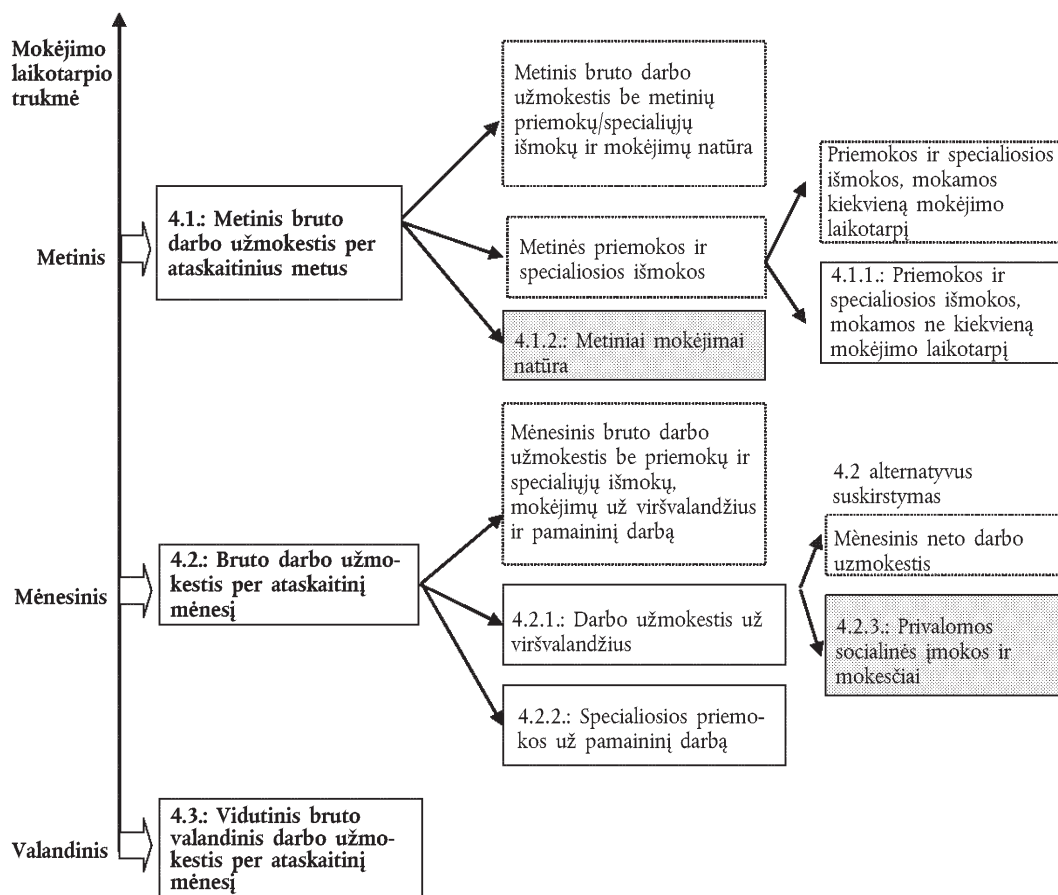 Mokėjimo
laikotarpio
trukmė
Metinis
4.1.: Metinis bruto
darbo užmokestis per
ataskaitinius metus
Metinis bruto darbo
užmokestis be metinių
priemokų/specialiųjų
išmokų ir mokėjimų natūra
Metinės priemokos ir
specialiosios išmokos
4.1.2.: Metiniai mokėjimai
natūra
Priemokos ir specialiosios
išmokos, mokamos
kiekvieną mokėjimo
laikotarpį
4.1.1.: Priemokos ir
specialiosios išmokos,
mokamos ne kiekvieną
mokėjimo laikotarpį
Mėnesinis
4.2.: Bruto darbo užmo-
kestis per ataskaitinį
mėnesį
Mėnesinis bruto darbo
užmokestis be priemokų ir
specialiųjų išmokų,
mokėjimų už viršvalandžius
ir pamaininį darbą
4.2.1.: Darbo užmokestis už
viršvalandžius
4.2.2.: Specialiosios priemo-
kos už pamaininį darbą
4.2 alternatyvus
suskirstymas
Mènesinis neto darbo
uzmokestis
4.2.3.: Privalomos
socialinės įmokos ir
mokesčiai
Valandinis
4.3.: Vidutinis bruto
valandinis darbo užmo-
kestis per ataskaitinį
mėnesį